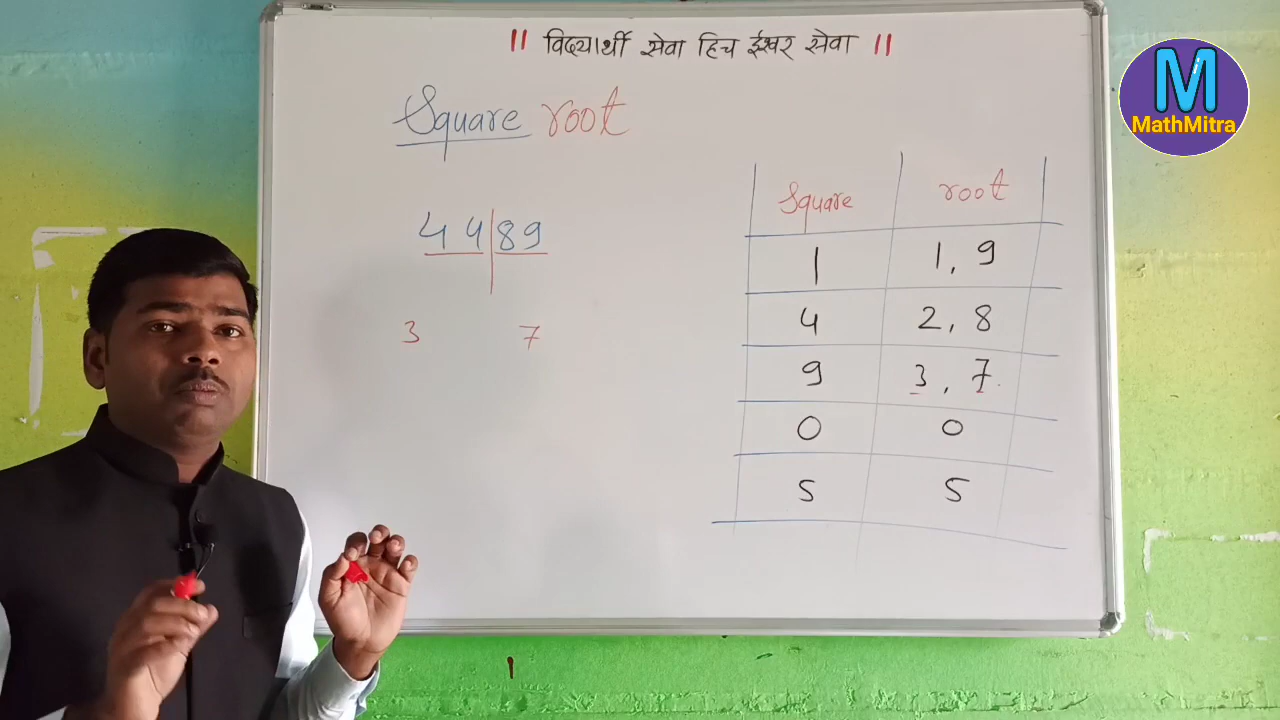 || विद्यार्थी सेवा हिच ईश्वर सेवा ||
M
MathMitra
Square root
44|89
3 7
Square root
1 1, 9
4 2, 8
9 3, 7
0 0
5 5